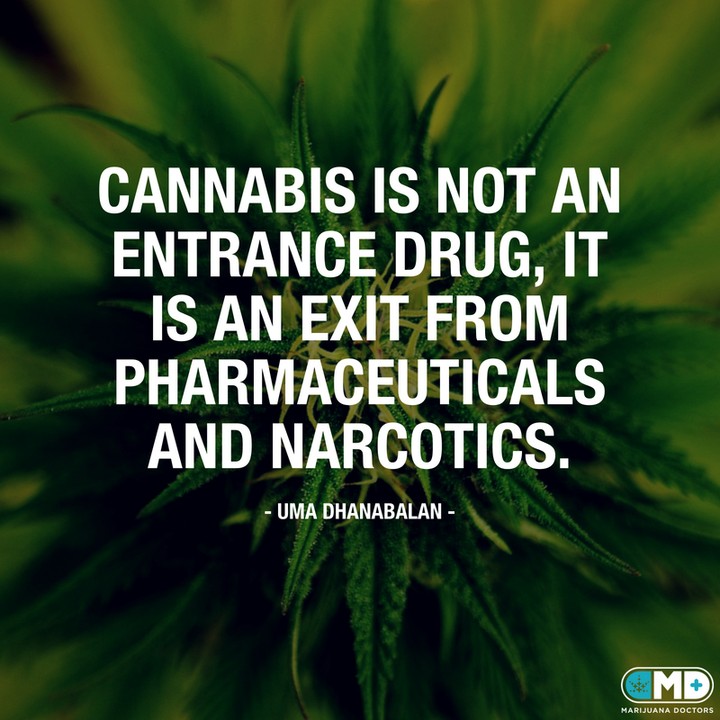 CANNABIS IS NOT AN
ENTRANCE DRUG, IT
IS AN EXIT FROM
PHARMACEUTICALS
AND NARCOTICS.
- UMA DHANABALAN -
MD
MARIJUANA DOCTORS